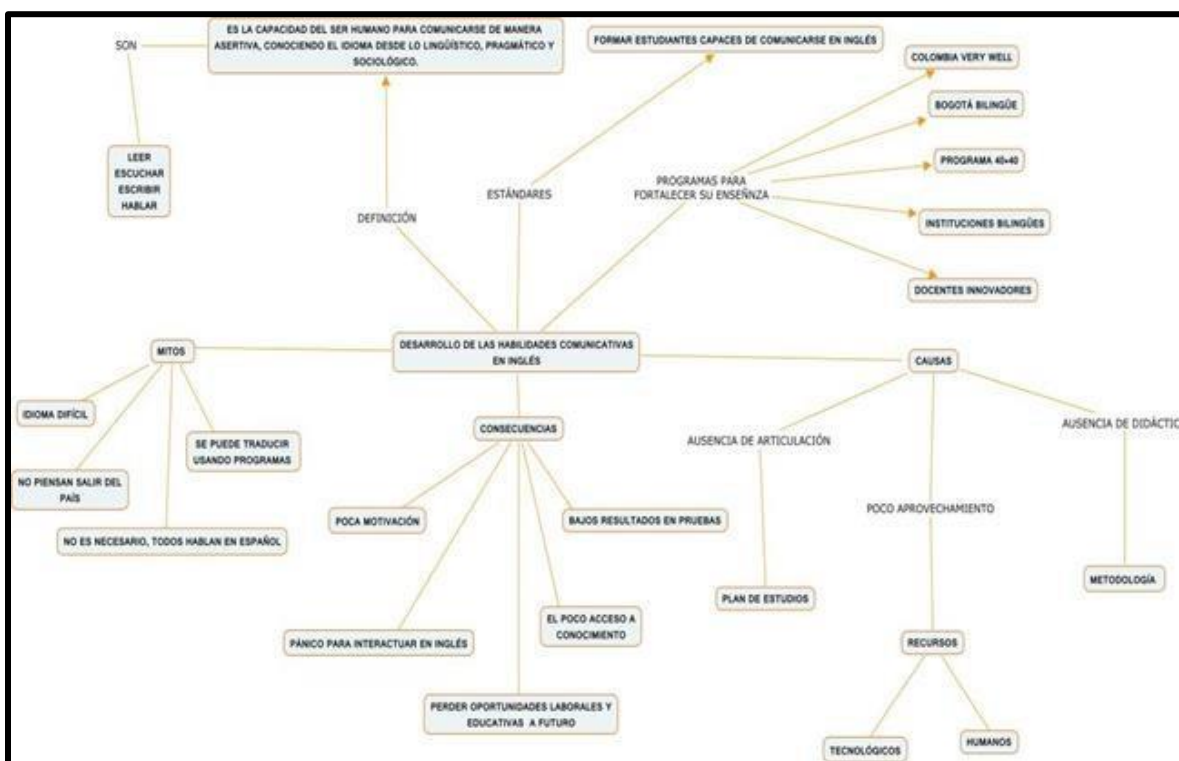 SON
ES LA CAPACIDAD DEL SER HUMANO PARA COMUNICARSE DE MANERA
ASERTIVA, CONOCIENDO EL IDIOMA DESDE LO LINGÜÍSTICO, PRAGMÁTICO Y
SOCIOLÓGICO.
FORMAR ESTUDIANTES CAPACES DE COMUNICARSE EN INGLÉS
COLOMBIA VERY WELL
BOGOTÁ BILINGÜE
LEER
ESCUCHAR
ESCRIBIR
HABLAR
PROGRAMA 40×40
ESTÁNDARES
PROGRAMAS PARA
FORTALECER SU ENSEÑNZA
DEFINICIÓN
INSTITUCIONES BILINGÜES
DOCENTES INNOVADORES
DESARROLLO DE LAS HABILIDADES COMUNICATIVAS
EN INGLÉS
MITOS
CAUSAS
IDIOMA DIFÍCIL
NO PIENSAN SALIR DEL
PAÍS
NO ES NECESARIO, TODOS HABLAN EN ESPAÑOL
SE PUEDE TRADUCIR
USANDO PROGRAMAS
CONSECUENCIAS
POCA MOTIVACIÓN
BAJOS RESULTADOS EN PRUEBAS
PÁNICO PARA INTERACTUAR EN INGLÉS
EL POCO ACCESO A
CONOCIMIENTO
PERDER OPORTUNIDADES LABORALES Y
EDUCATIVAS A FUTURO
AUSENCIA DE ARTICULACIÓN
AUSENCIA DE DIDÁCTIC
POCO APROVECHAMIENTO
PLAN DE ESTUDIOS
METODOLOGÍA
RECURSOS
TECNOLÓGICOS
HUMANOS